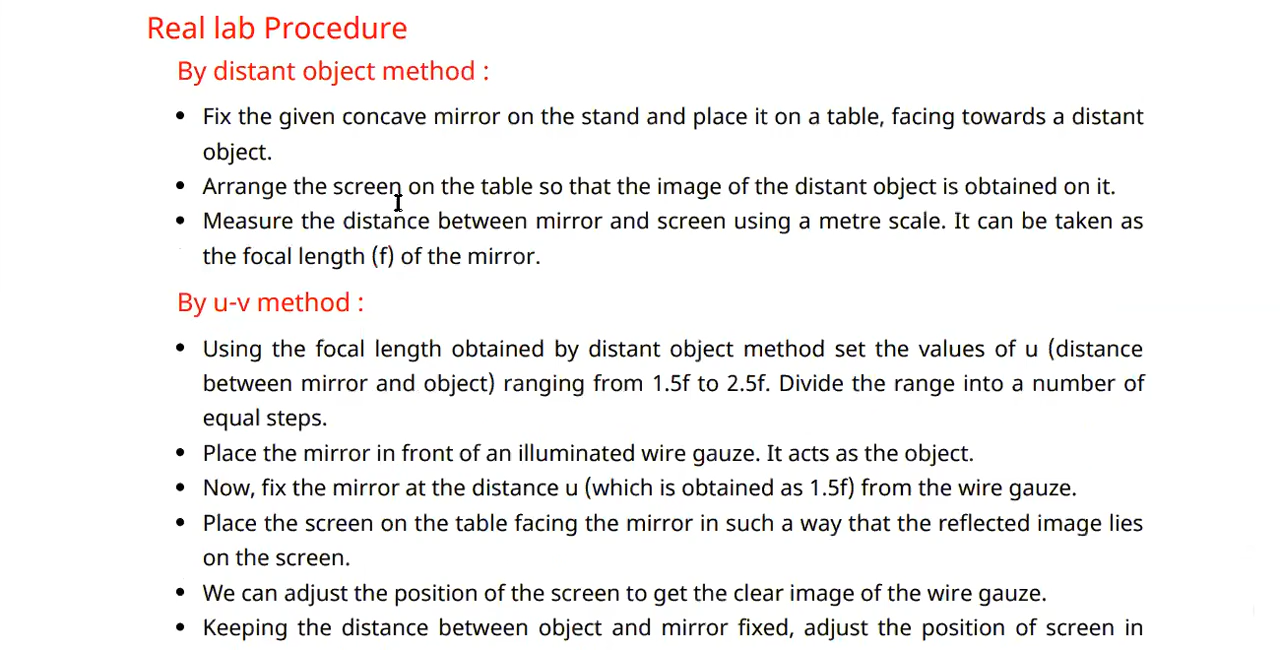 Real lab Procedure
By distant object method :
• Fix the given concave mirror on the stand and place it on a table, facing towards a distant
object.
• Arrange the screen on the table so that the image of the distant object is obtained on it.
• Measure the distance between mirror and screen using a metre scale. It can be taken as
the focal length (f) of the mirror.
By u-v method :
• Using the focal length obtained by distant object method set the values of u (distance
between mirror and object) ranging from 1.5f to 2.5f. Divide the range into a number of
equal steps.
• Place the mirror in front of an illuminated wire gauze. It acts as the object.
• Now, fix the mirror at the distance u (which is obtained as 1.5f) from the wire gauze.
• Place the screen on the table facing the mirror in such a way that the reflected image lies
on the screen.
• We can adjust the position of the screen to get the clear image of the wire gauze.
• Keeping the distance between object and mirror fixed, adjust the position of screen in